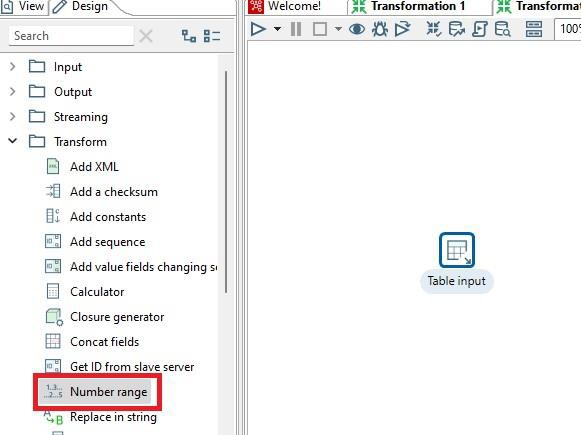 View
Design
Welcome!
Transformation 1
Transforma
Search
100%
Input
Output
Streaming
Transform
Add XML
Add a checksum
Add constants
Add sequence
Add value fields changing se
Calculator
Closure generator
Concat fields
Get ID from slave server
Number range
Replace in string
Table input